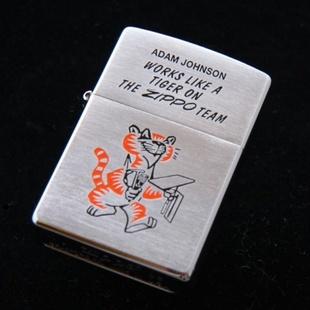 ADAM JOHNSON
WORKS LIKE A
TIGER ON
THE ZIPPO TEAM